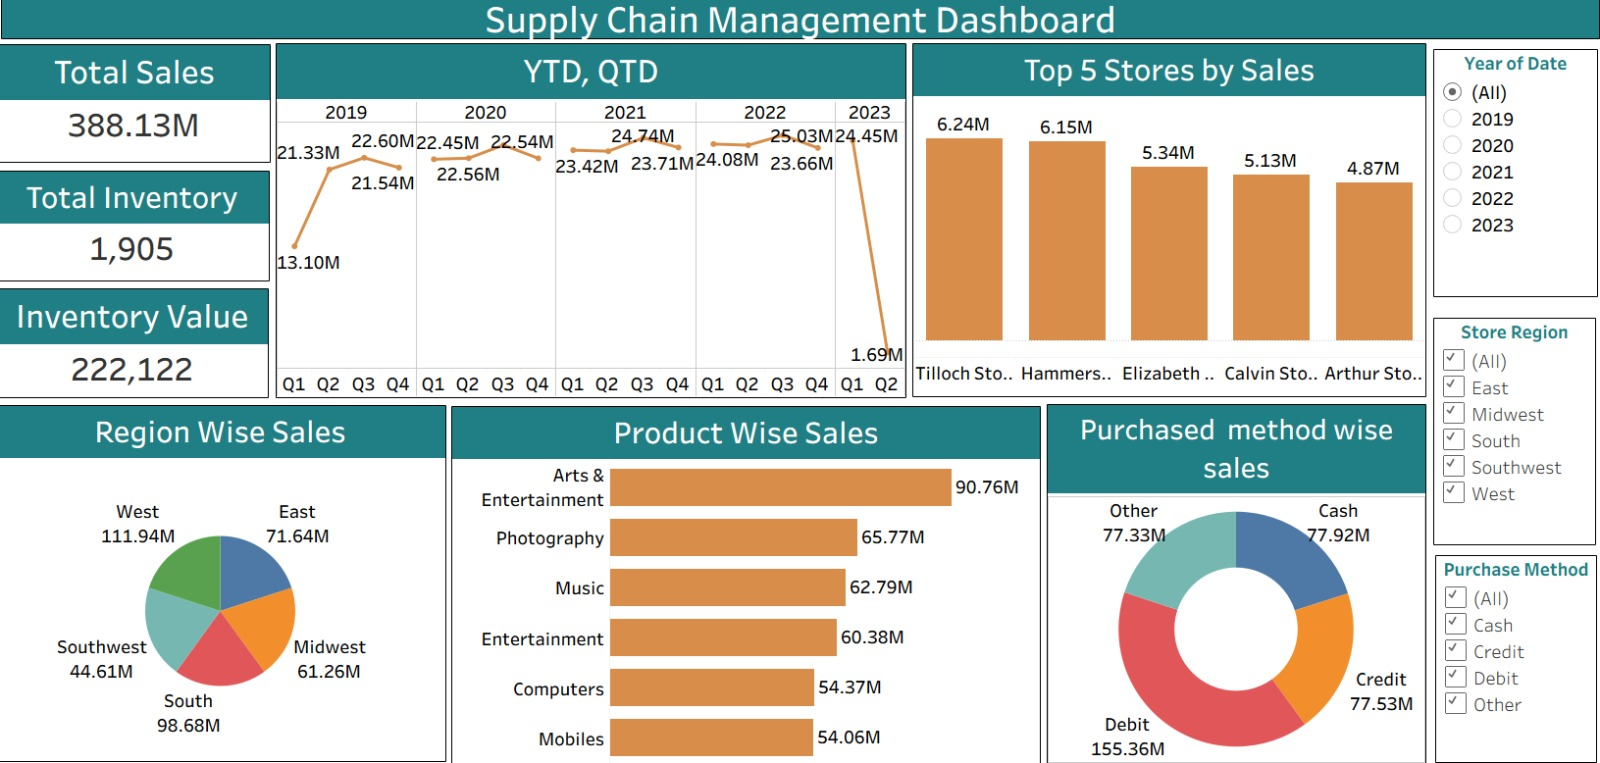 Supply Chain Management Dashboard
Total Sales
388.13M
Total Inventory
1,905
Inventory Value
222,122
YTD, QTD
2019 2020 2021 2022 2023
21.33M 22.60M 22.45M 22.54M 24.74M 25.03M 24.45M
21.54M 22.56M 23.42M 23.71M 24.08M 23.66M
13.10M
1.69M
Q1 Q2 Q3 Q4 Q1 Q2 Q3 Q4 Q1 Q2 Q3 Q4 Q1 Q2 Q3 Q4 Q1 Q2
Top 5 Stores by Sales
6.24M 6.15M 5.34M 5.13M 4.87M
Tilloch Sto.. Hammers.. Elizabeth .. Calvin Sto.. Arthur Sto..
Year of Date
(All)
2019
2020
2021
2022
2023
Store Region
(All)
East
Midwest
South
Southwest
West
Purchase Method
(All)
Cash
Credit
Debit
Other
Region Wise Sales
West
111.94M
East
71.64M
Southwest
44.61M
Midwest
61.26M
South
98.68M
Product Wise Sales
Arts &
Entertainment
90.76M
Photography 65.77M
Music 62.79M
Entertainment 60.38M
Computers 54.37M
Mobiles 54.06M
Purchased method wise
sales
Other
77.33M
Cash
77.92M
Credit
77.53M
Debit
155.36M